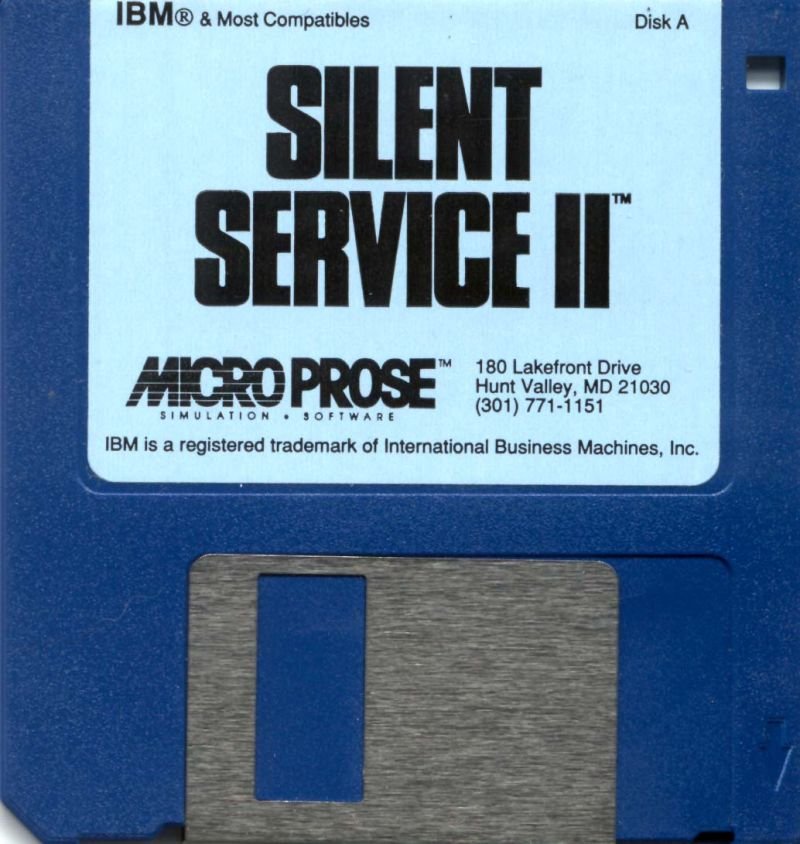 IBM® & Most Compatibles
Disk A
SILENT
SERVICE II™
MICROPROSE™
SIMULATION • SOFTWARE
180 Lakefront Drive
Hunt Valley, MD 21030
(301) 771-1151
IBM is a registered trademark of International Business Machines, Inc.